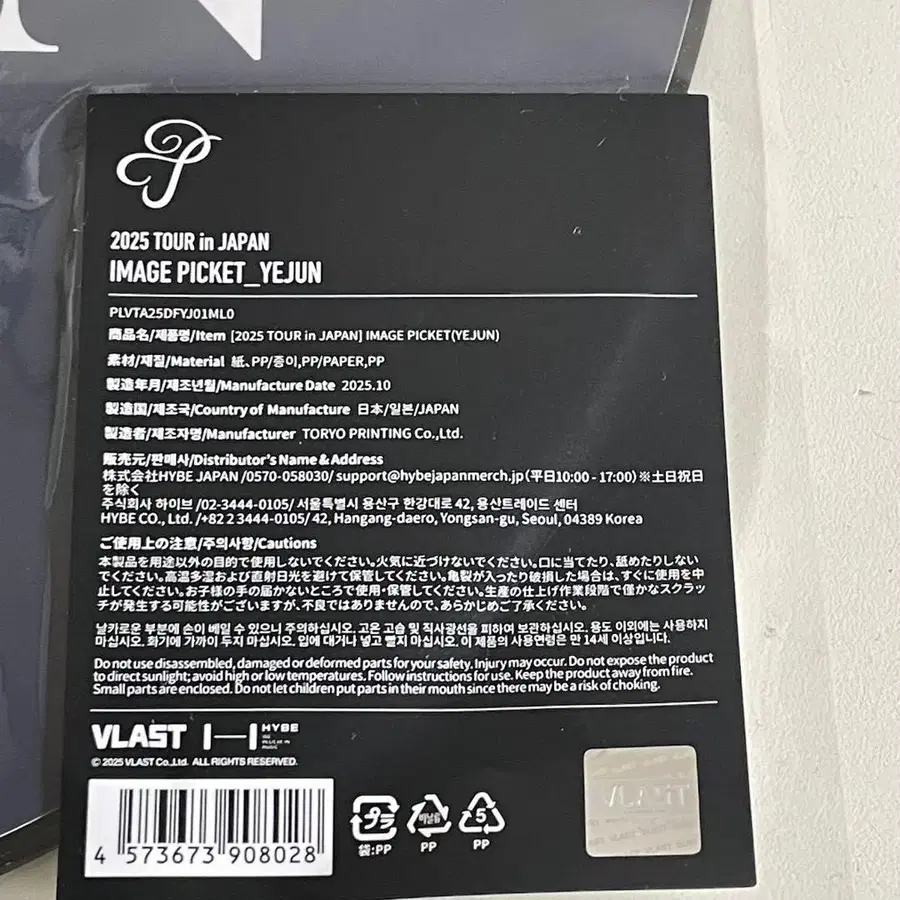 N
2025 TOUR in JAPAN
IMAGE PICKET_YEJUN
PLVTA25DFYJ01ML0
商品名/제품명/Item [2025 TOUR in JAPAN] IMAGE PICKET(YEJUN)
素材/재질/Material 紙、PP/종이,PP/PAPER,PP
製造年月/제조년월/Manufacture Date 2025.10
製造国/제조국/Country of Manufacture 日本/일본/JAPAN
製造者/제조자명/Manufacturer TORYO PRINTING Co.,Ltd.
販売元/판매사/Distributor's Name & Address
株式会社HYBE JAPAN /0570-058030/ support@hybejapanmerch.jp (平日10:00 - 17:00) ※土日祝日
を除く
주식회사 하이브 /02-3444-0105/ 서울특별시 용산구 한강대로 42, 용산트레이드 센터
HYBE CO., Ltd. /+82 2 3444-0105/ 42, Hangang-daero, Yongsan-gu, Seoul, 04389 Korea
ご使用上の注意/주의사항/Cautions
本製品を用途以外の目的で使用しないでください。火気に近づけないでください。口に当てたり、舐めたりしない
でください。高温多湿および直射日光を避けて保管してください。亀裂が入ったり破損した場合は、すぐに使用を中
止してください。お子様の手の届かないところで使用・保管してください。生産の仕上げ作業段階で僅かなスクラッ
チが発生する可能性がございますが、不良ではありませんので、あらかじめご了承ください。
날카로운 부분에 손이 베일 수 있으니 주의하십시오. 고온 고습 및 직사광선을 피하여 보관하십시오. 용도 이외에는 사용하지
마십시오. 화기에 가까이 두지 마십시오. 입에 대거나 넣고 빨지 마십시오. 이 제품의 사용연령은 만 14세 이상입니다.
Do not use disassembled, damaged or deformed parts for your safety. Injury may occur. Do not expose the product
to direct sunlight; avoid high or low temperatures. Follow instructions for use. Keep the product away from fire.
Small parts are enclosed. Do not let children put parts in their mouth since there may be a risk of choking.
VLAST HYBE
© 2025 VLAST Co.,Ltd. ALL RIGHTS RESERVED.
4 573673 908028
プラ
袋:PP
비닐류
PP
5
PP
VLAST